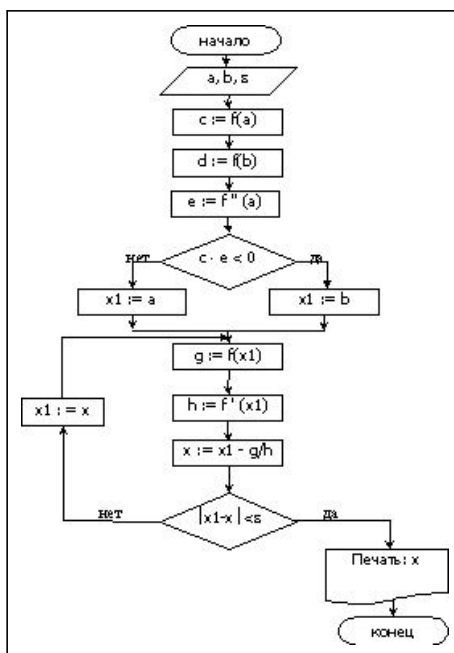 начало
a, b, ε
c := f(a)
d := f(b)
e := f '' (a)
нет
c · e < 0
да
x1 := a
x1 := b
g := f(x1)
h := f ' (x1)
x1 := x
x := x1 - g/h
нет
|x1-x| <ε
да
Печать: x
конец